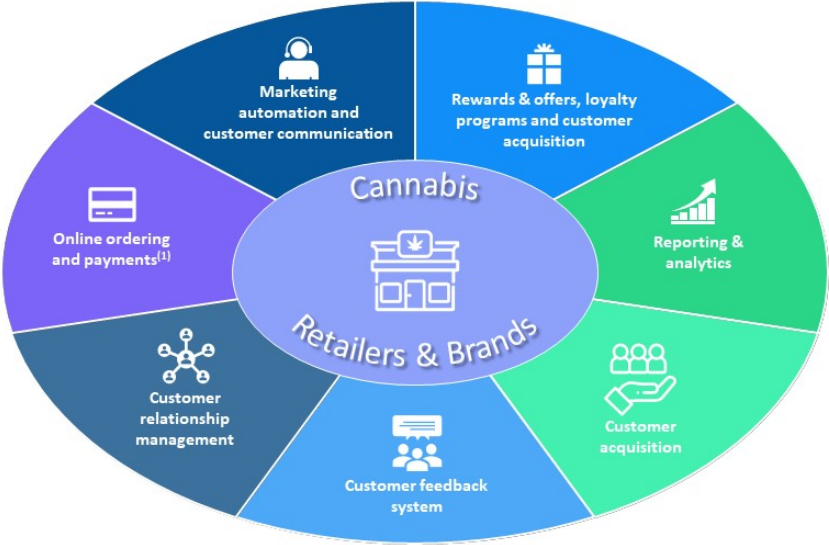 Marketing
automation and
customer communication
Rewards & offers, loyalty
programs and customer
acquisition
Cannabis
Retailers & Brands
Online ordering
and payments(1)
Reporting &
analytics
Customer
relationship
management
Customer
acquisition
Customer feedback
system